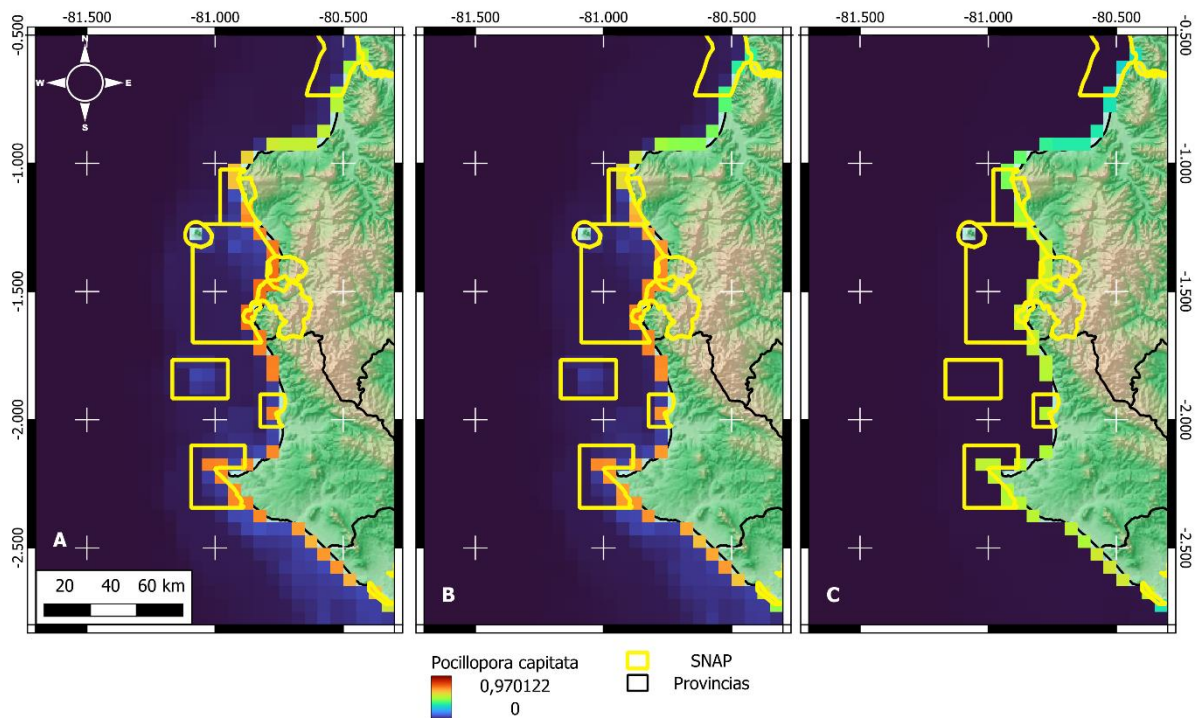 -81.500 -81.000 -80.500 -81.500 -81.000 -80.500 -81.500 -81.000 -80.500
-0.500 -0.500
N
W E
S
-1.000 -1.000
-1.500 -1.500
-2.000 -2.000
-2.500 -2.500
A B C
20 40 60 km
Pocillopora capitata SNAP
0,970122 Provincias
0